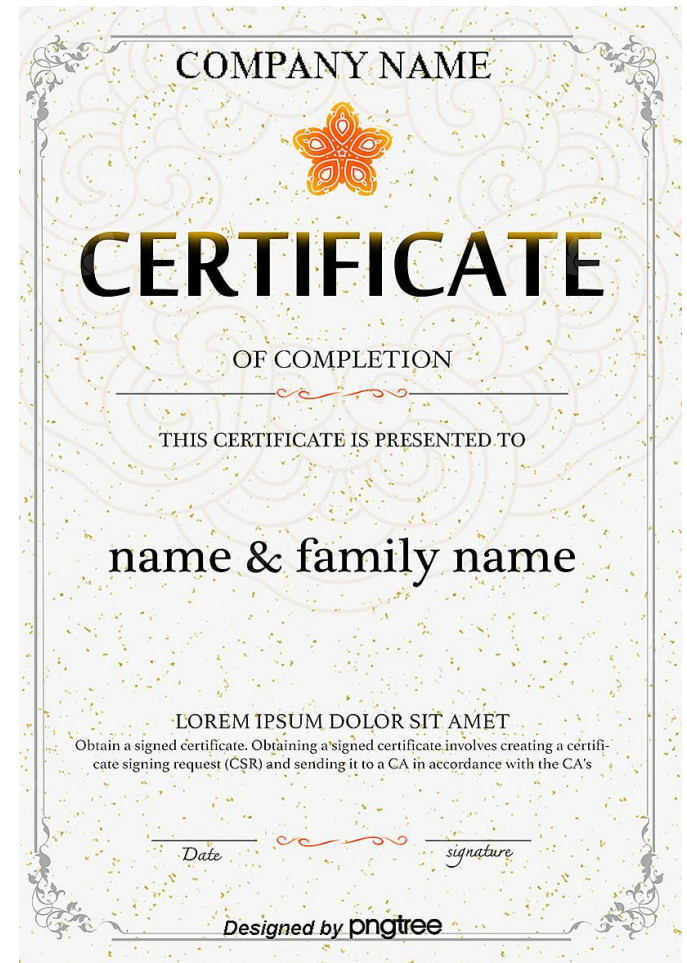 COMPANY NAME
CERTIFICATE
OF COMPLETION
THIS CERTIFICATE IS PRESENTED TO
name & family name
LOREM IPSUM DOLOR SIT AMET
Obtain a signed certificate. Obtaining a signed certificate involves creating a certifi-
cate signing request (CSR) and sending it to a CA in accordance with the CA's
Date signature
Designed by pngtree